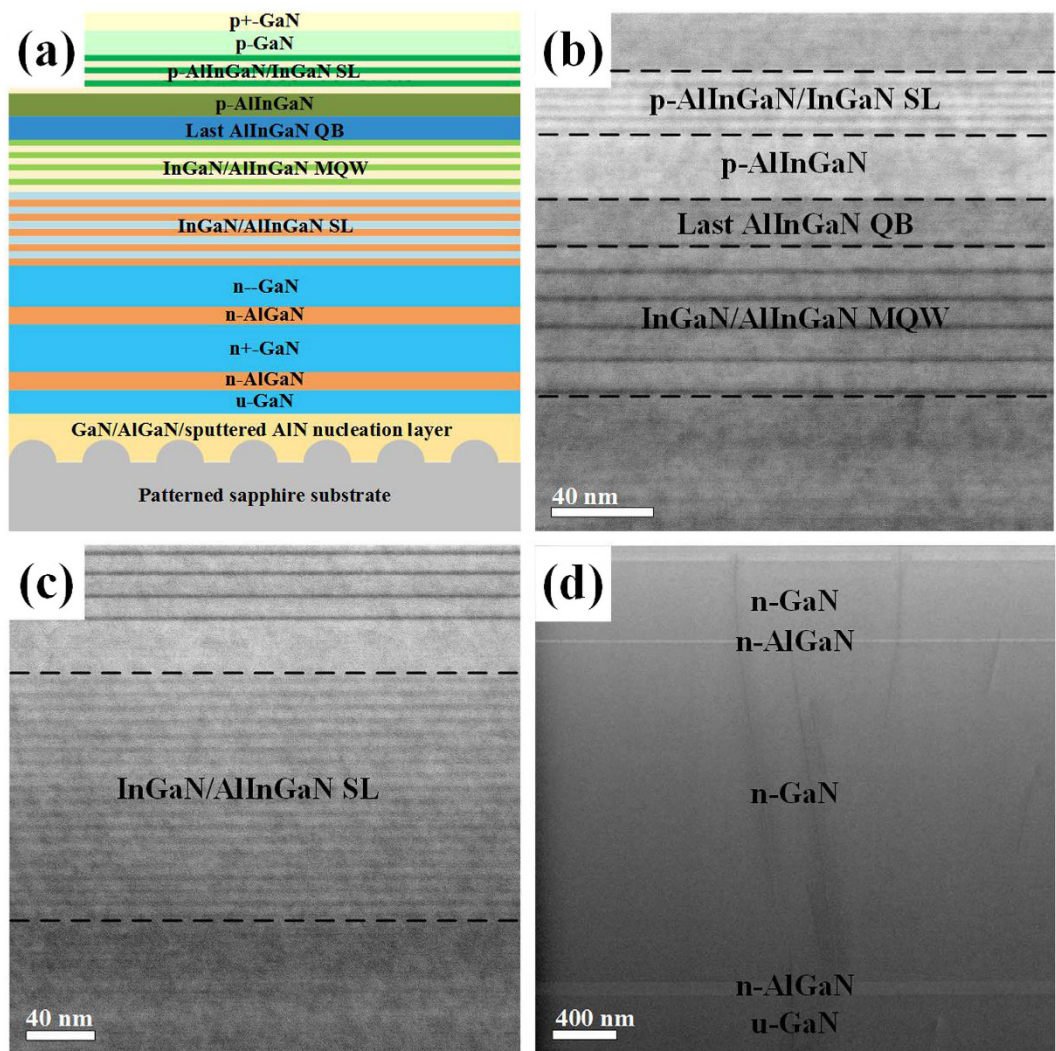 (a)
p+-GaN
p-GaN
p-AlInGaN/InGaN SL
p-AlInGaN
Last AlInGaN QB
InGaN/AlInGaN MQW
InGaN/AlInGaN SL
n--GaN
n-AlGaN
n+-GaN
n-AlGaN
u-GaN
GaN/AlGaN/sputtered AlN nucleation layer
Patterned sapphire substrate
(b)
p-AlInGaN/InGaN SL
p-AlInGaN
Last AlInGaN QB
InGaN/AlInGaN MQW
40 nm
(c)
InGaN/AlInGaN SL
40 nm
(d)
n-GaN
n-AlGaN
n-GaN
n-AlGaN
u-GaN
400 nm